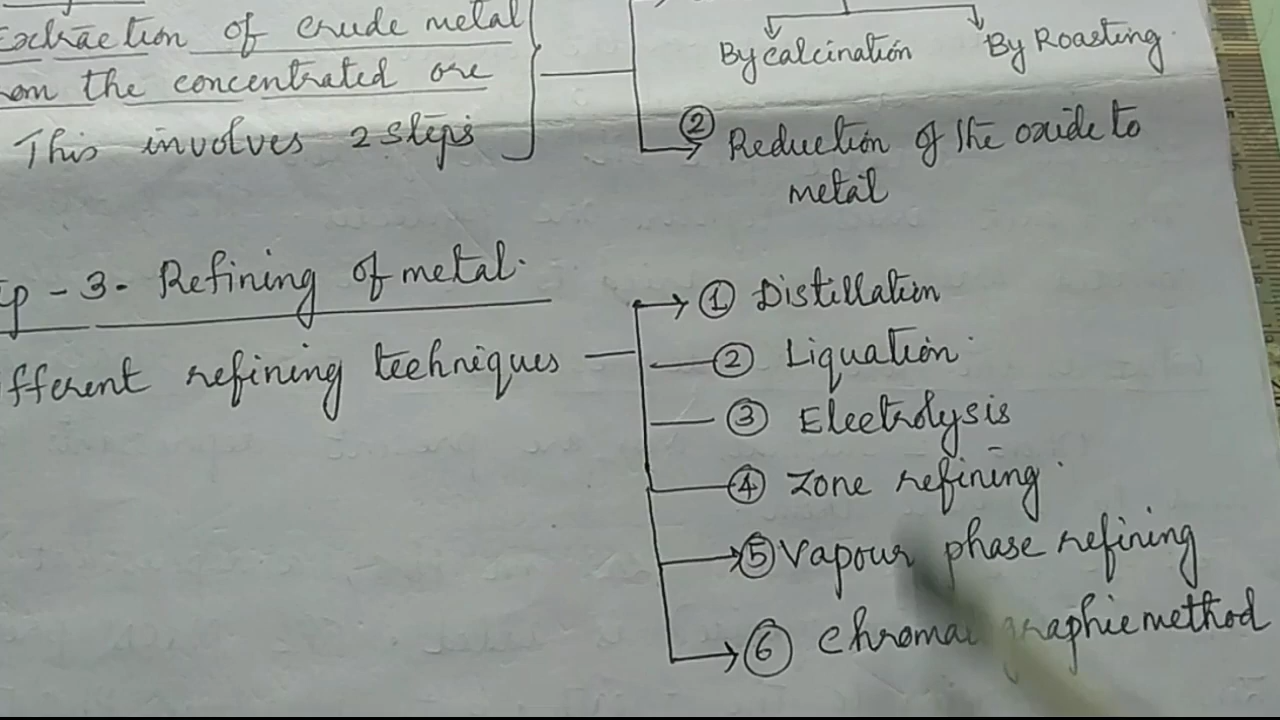 Extraction of crude metal
from the concentrated ore
This involves 2 steps
By calcination
By Roasting
② Reduction of the oxide to
metal
- 3 - Refining of metal.
different refining techniques
① Distillation
② Liquation
③ Electrolysis
④ Zone refining
⑤ Vapour phase refining
⑥ method